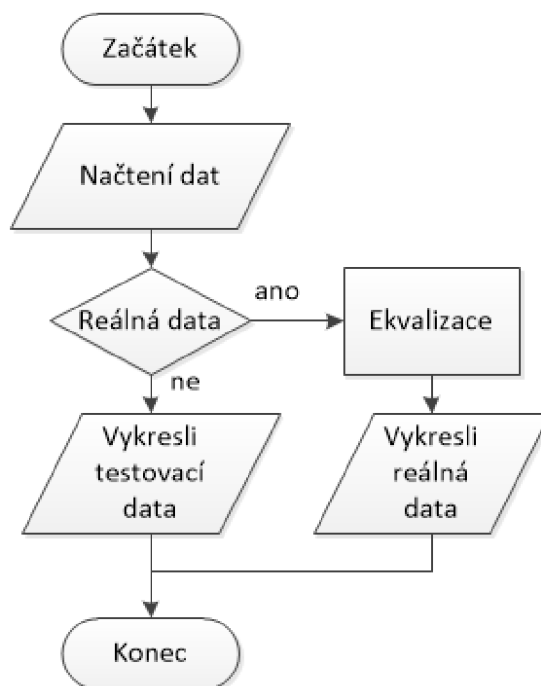 Začátek
Načtení dat
Reálná data
ano
Ekvalizace
ne
Vykresli
testovací
data
Vykresli
reálná
data
Konec